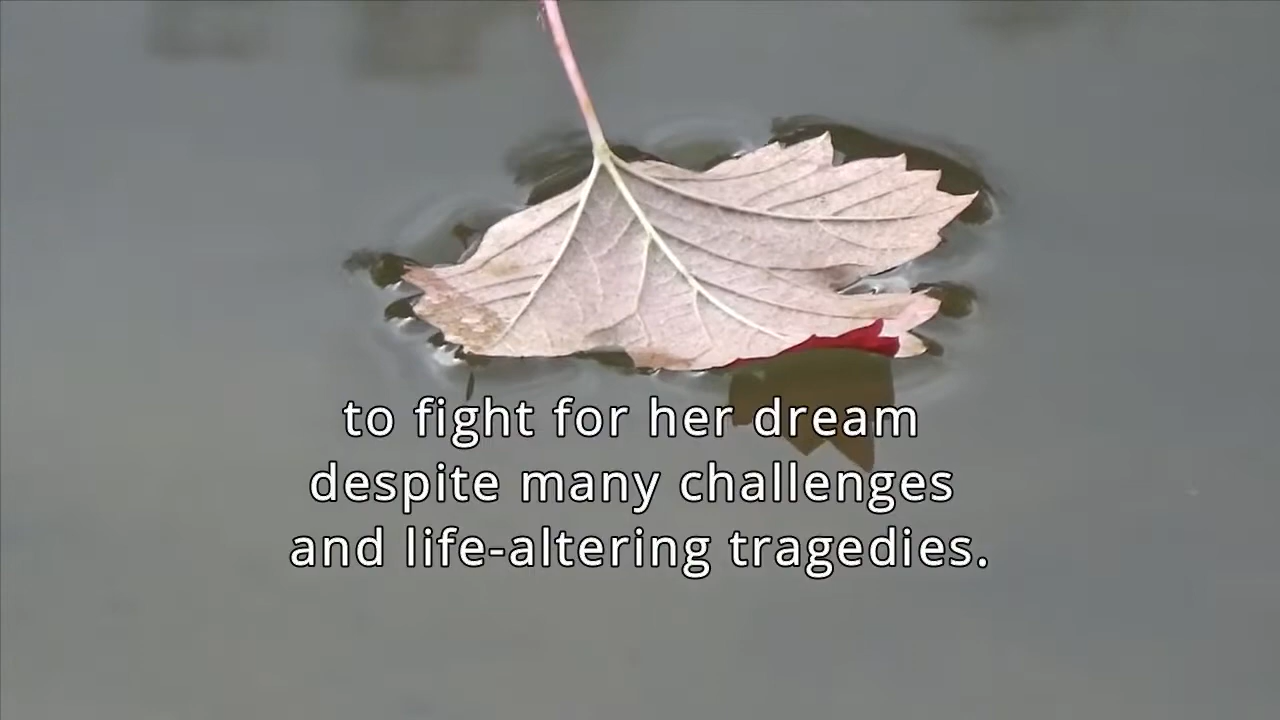 to fight for her dream
despite many challenges
and life-altering tragedies.